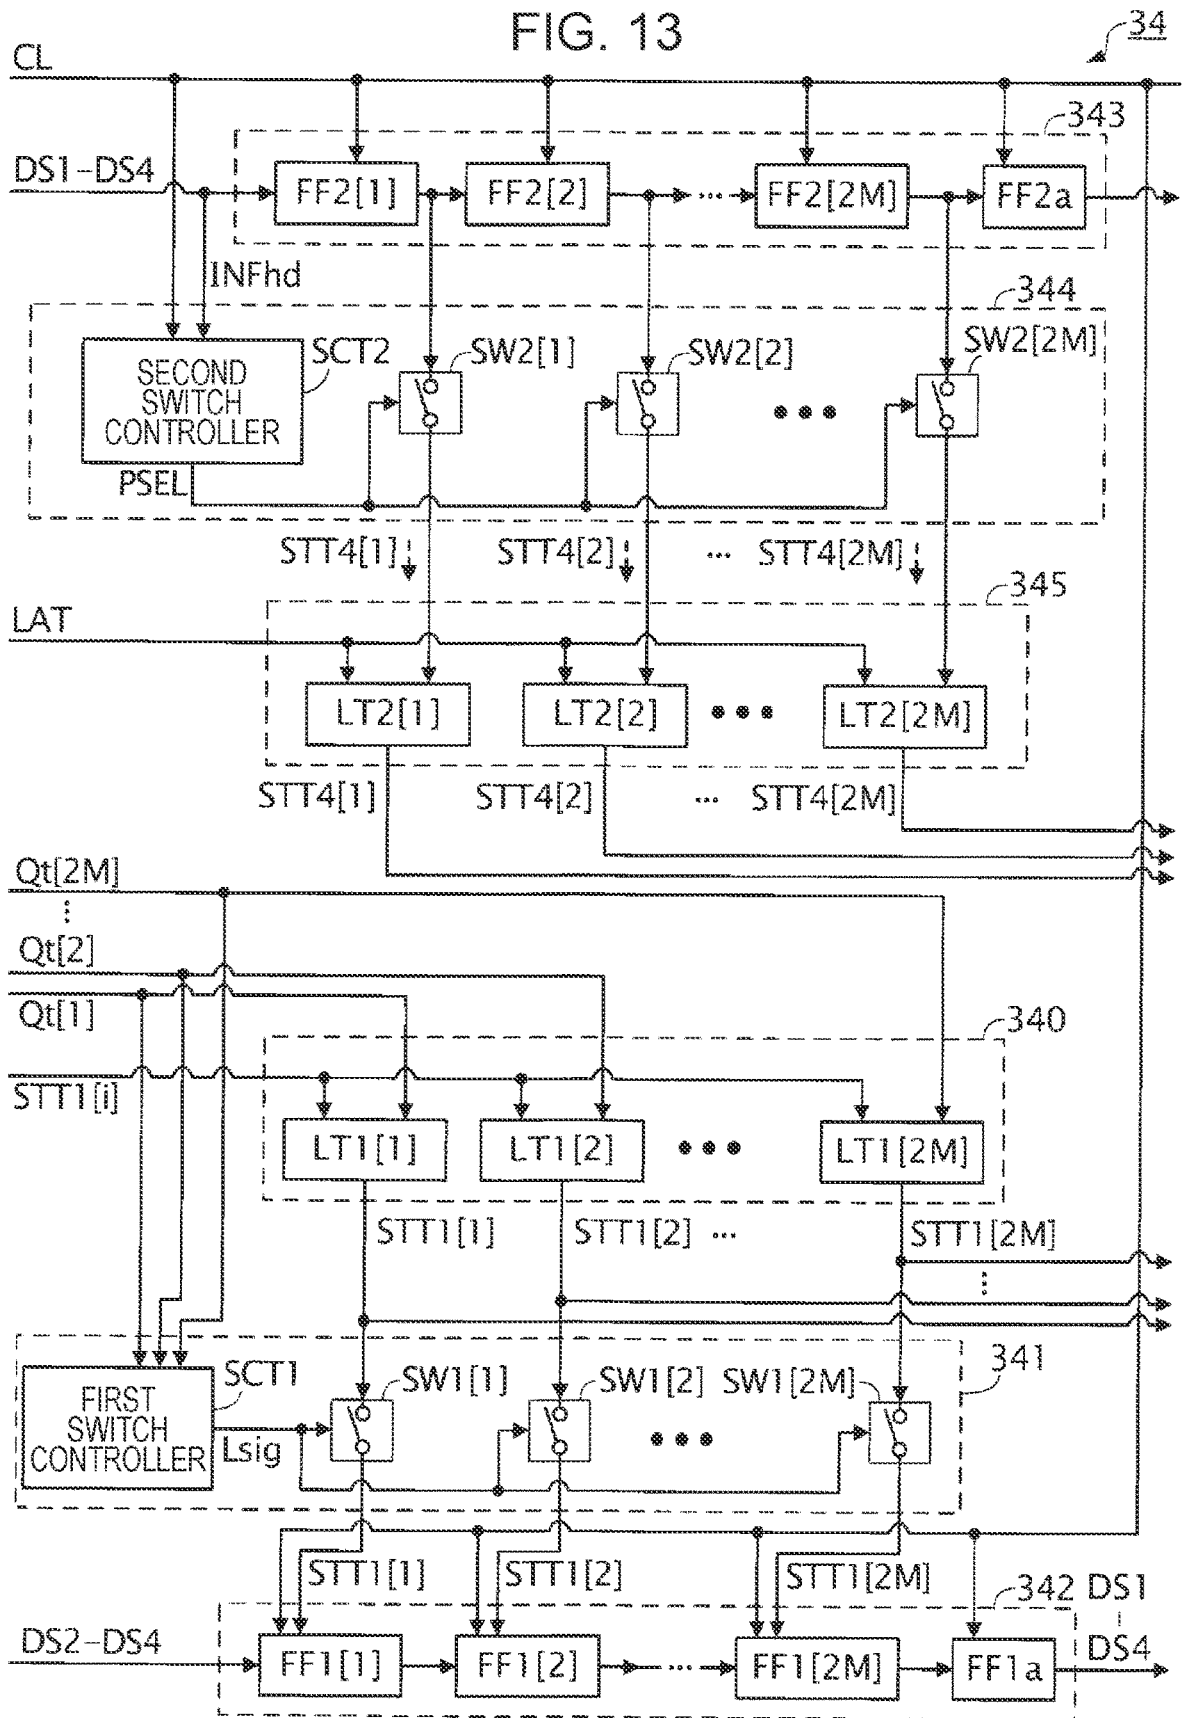 FIG. 13
34
CL
343
DS1-DS4
FF2[1]
FF2[2]
...
FF2[2M]
FF2a
INFhd
344
SECOND
SWITCH
CONTROLLER
SCT2
SW2[1]
SW2[2]
SW2[2M]
PSEL
STT4[1]
STT4[2]
...
STT4[2M]
345
LAT
LT2[1]
LT2[2]
LT2[2M]
STT4[1]
STT4[2]
...
STT4[2M]
Qt[2M]
Qt[2]
Qt[1]
340
STT1[i]
LT1[1]
LT1[2]
LT1[2M]
STT1[1]
STT1[2]
...
STT1[2M]
341
FIRST
SWITCH
CONTROLLER
SCT1
SW1[1]
SW1[2]
SW1[2M]
Lsig
STT1[1]
STT1[2]
STT1[2M]
342
DS1
DS2-DS4
FF1[1]
FF1[2]
...
FF1[2M]
FF1a
DS4